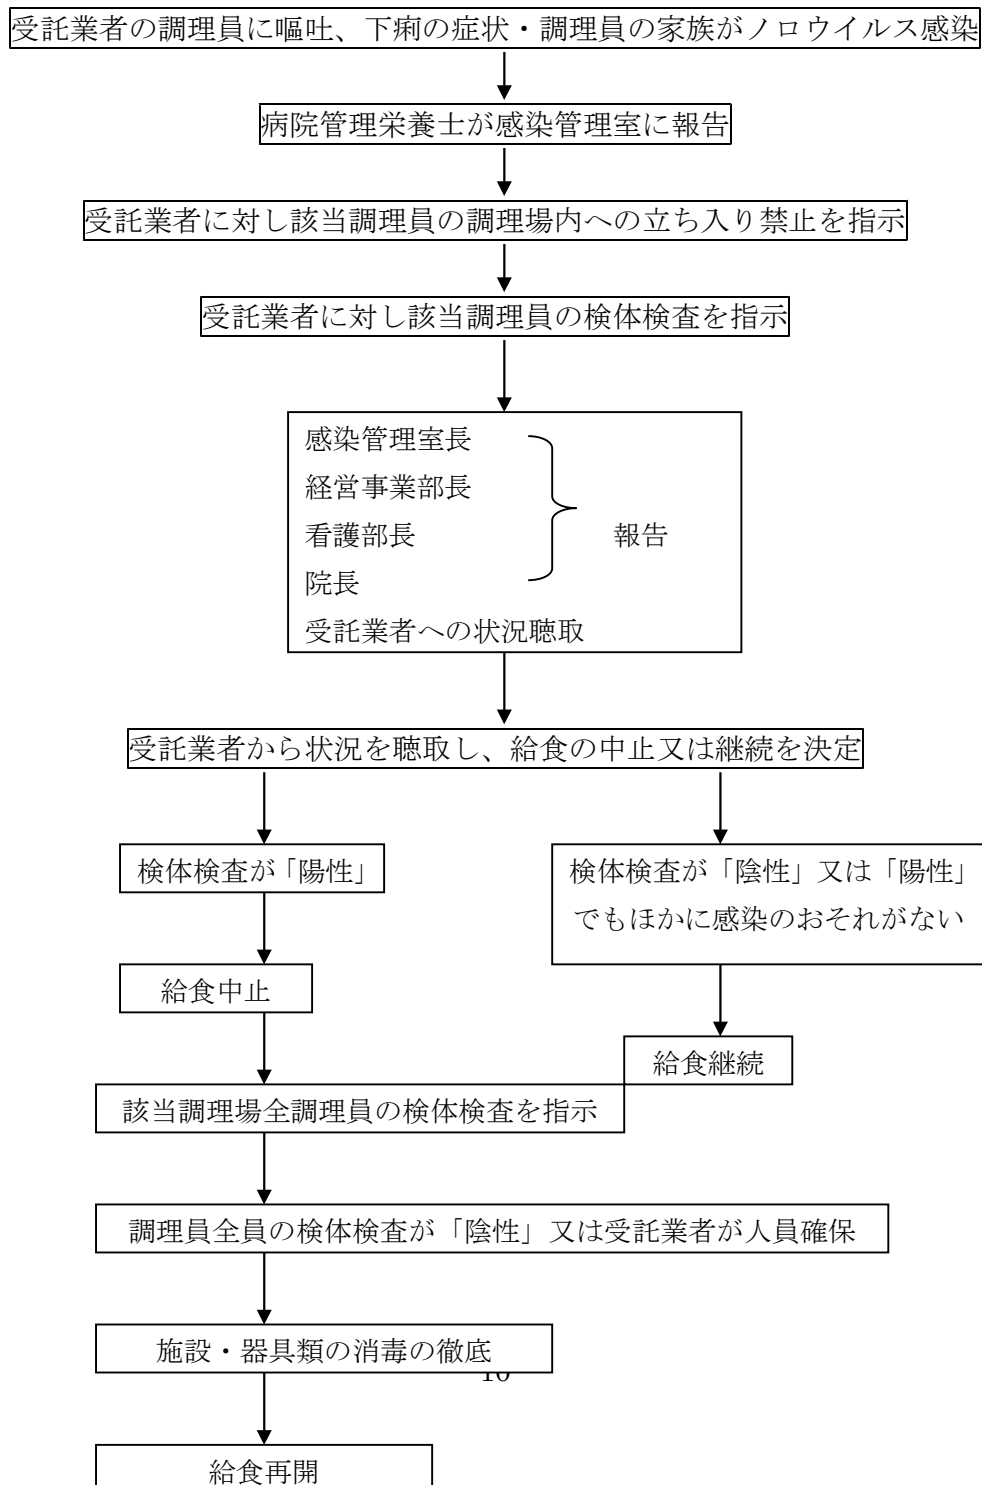 受託業者の調理員に嘔吐、下痢の症状・調理員の家族がノロウイルス感染
病院管理栄養士が感染管理室に報告
受託業者に対し該当調理員の調理場内への立ち入り禁止を指示
受託業者に対し該当調理員の検体検査を指示
感染管理室長
経営事業部長
看護部長
報告
院長
受託業者への状況聴取
受託業者から状況を聴取し、給食の中止又は継続を決定
検体検査が「陽性」
検体検査が「陰性」又は「陽性」
でもほかに感染のおそれがない
給食中止
給食継続
該当調理場全調理員の検体検査を指示
調理員全員の検体検査が「陰性」又は受託業者が人員確保
施設・器具類の消毒の徹底
給食再開